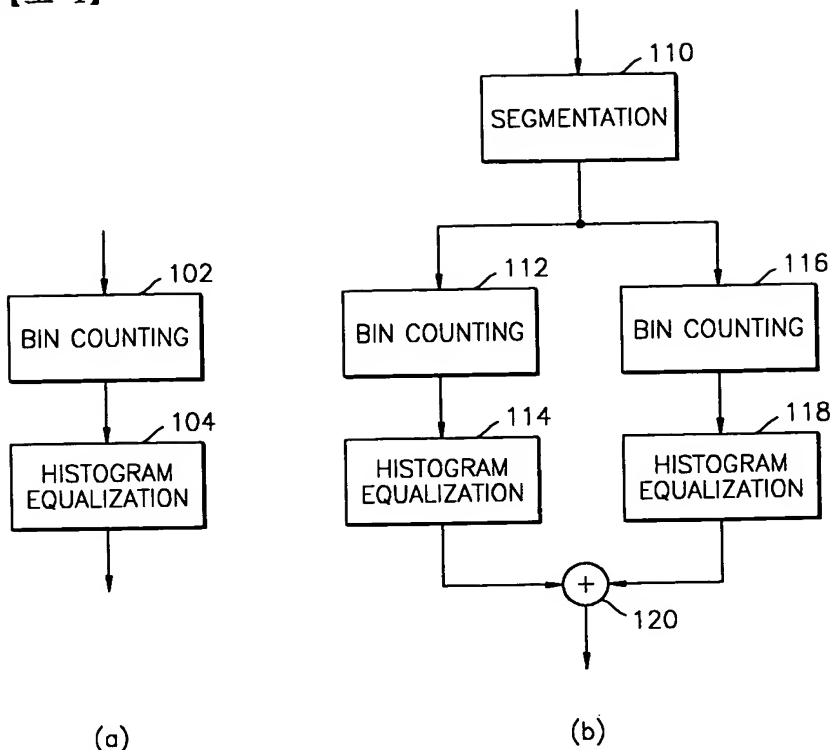 110
SEGMENTATION
102
BIN COUNTING
104
HISTOGRAM
EQUALIZATION
112
BIN COUNTING
116
BIN COUNTING
114
HISTOGRAM
EQUALIZATION
118
HISTOGRAM
EQUALIZATION
+
120
(a)
(b)